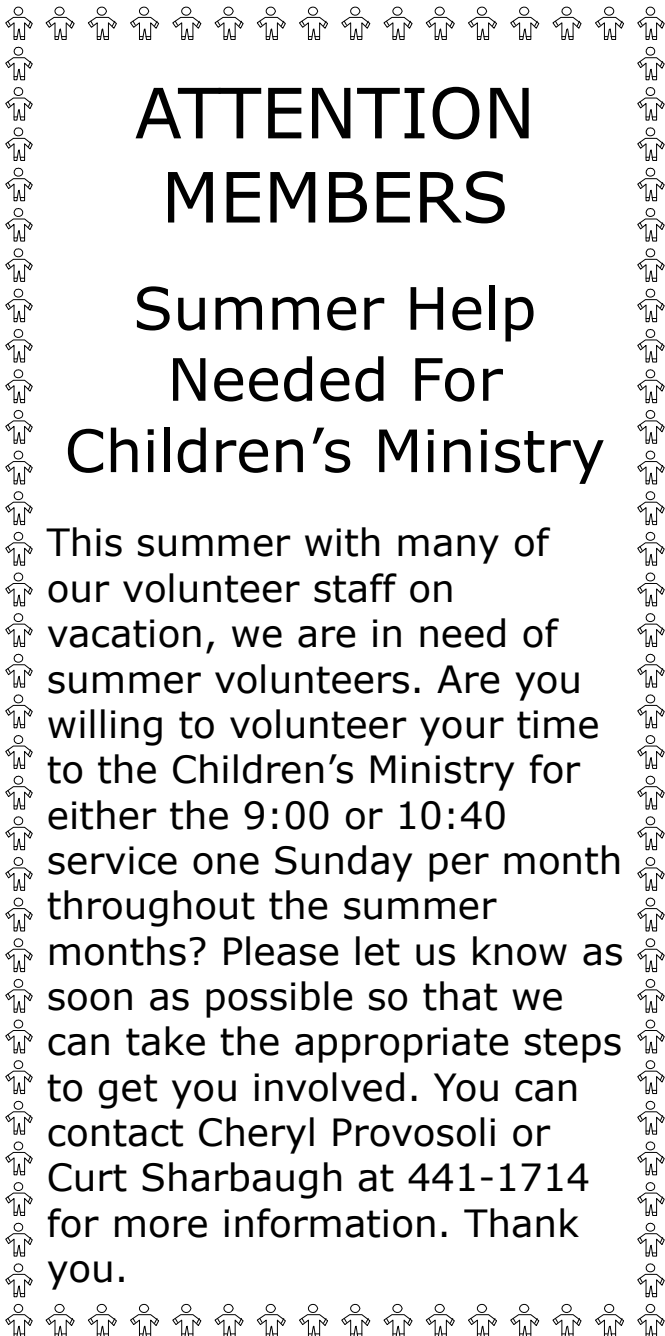 ATTENTION
MEMBERS
Summer Help
Needed For
Children’s Ministry
This summer with many of
our volunteer staff on
vacation, we are in need of
summer volunteers. Are you
willing to volunteer your time
to the Children’s Ministry for
either the 9:00 or 10:40
service one Sunday per month
throughout the summer
months? Please let us know as
soon as possible so that we
can take the appropriate steps
to get you involved. You can
contact Cheryl Provosoli or
Curt Sharbaugh at 441-1714
for more information. Thank
you.